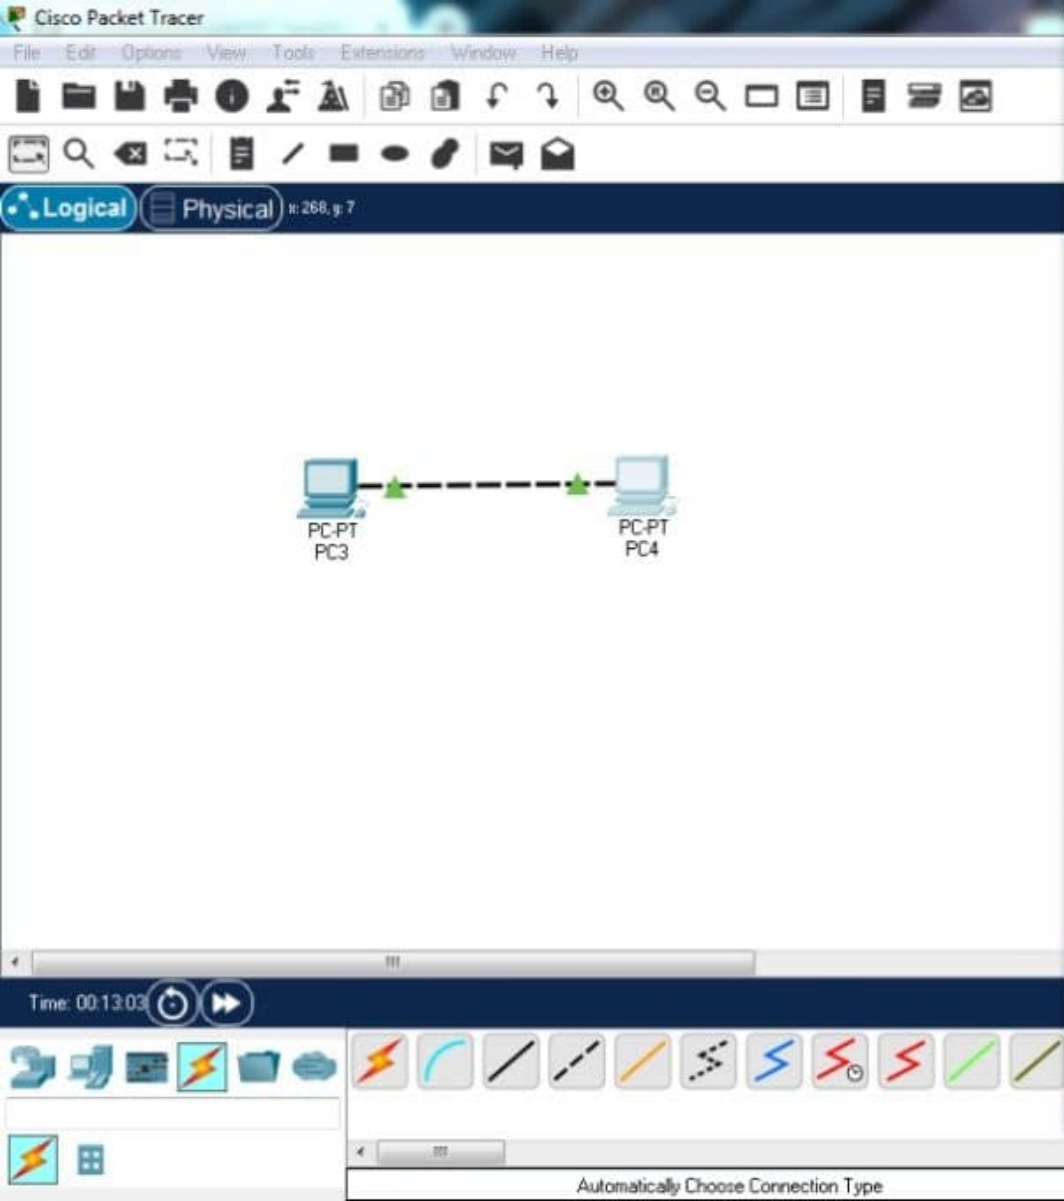 Cisco Packet Tracer
File Edit Options View Tools Extensions Window Help
Logical Physical x: 268, y: 7
PC-PT
PC3
PC-PT
PC4
Time: 00:13:03
Automatically Choose Connection Type